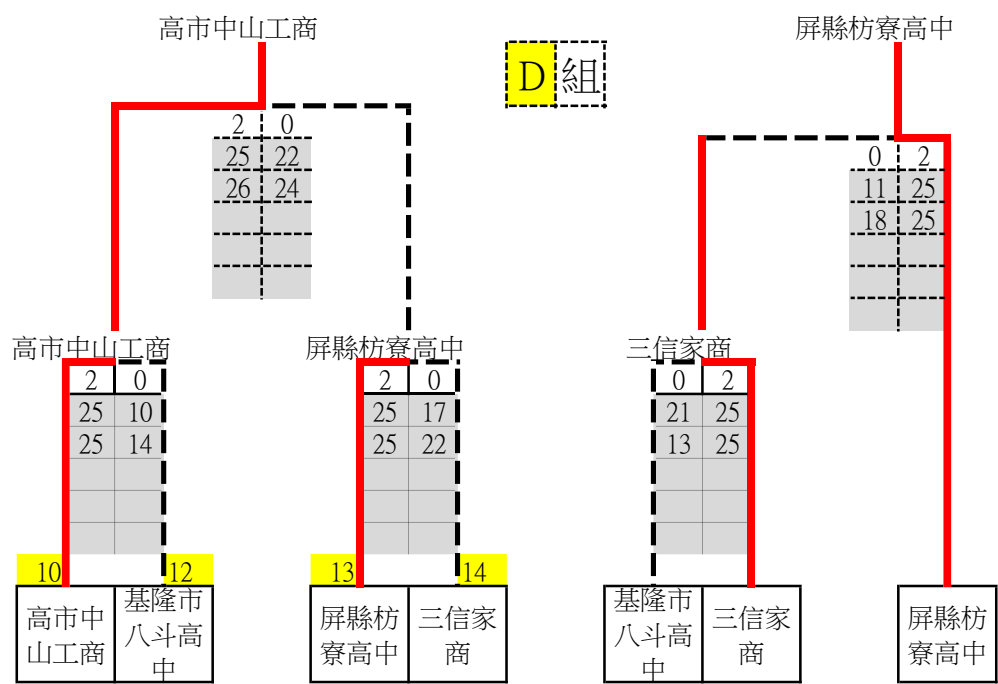 高市中山工商
屏縣枋寮高中
D組
2 0
25 22
26 24
0 2
11 25
18 25
高市中山工商
屏縣枋寮高中
三信家商
2 0
25 10
25 14
2 0
25 17
25 22
0 2
21 25
13 25
10 12
13 14
高市中
山工商
基隆市
八斗高
中
屏縣枋
寮高中
三信家
商
基隆市
八斗高
中
三信家
商
屏縣枋
寮高中